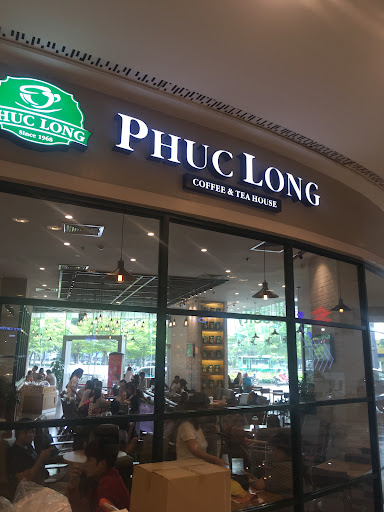 PHUC LONG
Since 1968
PHUC LONG
COFFEE & TEA HOUSE